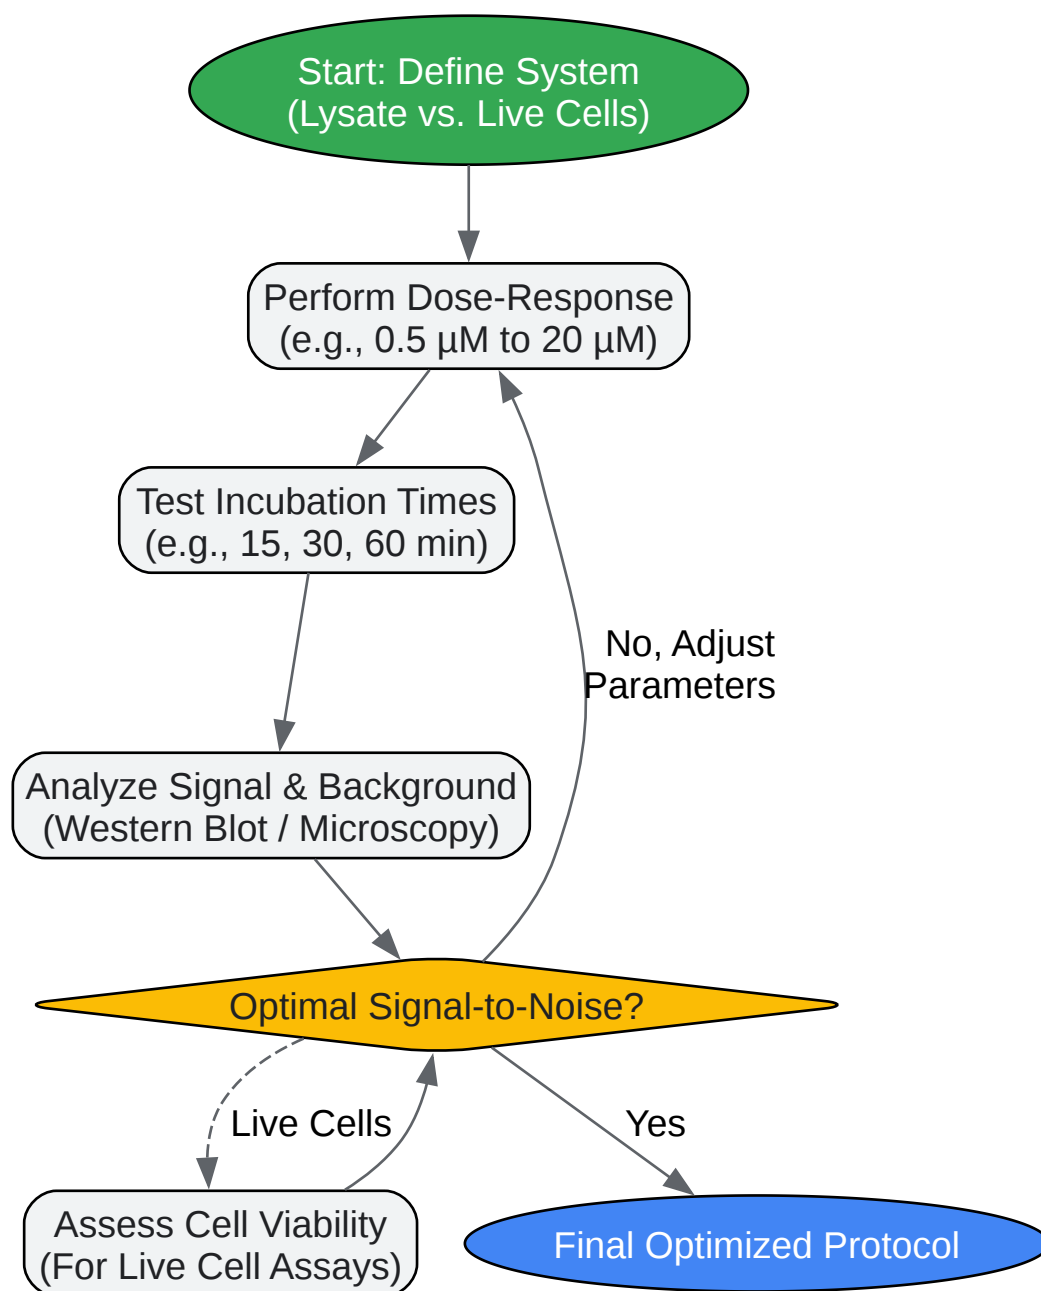 Start: Define System
(Lysate vs. Live Cells)
Perform Dose-Response
(e.g., 0.5 µM to 20 µM)
Test Incubation Times
(e.g., 15, 30, 60 min)
No, Adjust
Parameters
Analyze Signal & Background
(Western Blot / Microscopy)
Optimal Signal-to-Noise?
Live Cells
Yes
Assess Cell Viability
(For Live Cell Assays)
Final Optimized Protocol